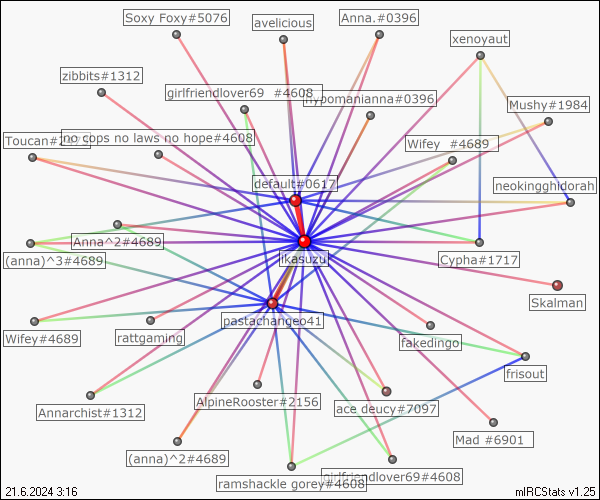 Soxy Foxy#5076
avelicious
Anna.#0396
xenoyaut
zibbits#1312
girlfriendlover69 #4608
hypomanianna#0396
Mushy#1984
no cops no laws no hope#4608
Wifey #4689
default#0617
neokingghidorah
Anna^2#4689
(anna)^3#4689
ikasuzu
Cypha#1717
Skalman
pastachangeo41
Wifey#4689
rattgaming
fakedingo
frisout
Annarchist#1312
AlpineRooster#2156
ace deucy#7097
Mad #6901
(anna)^2#4689
ramshackle gorey#4608
girlfriendlover69#4608
21.6.2024 3:16
mIRCStats v1.25